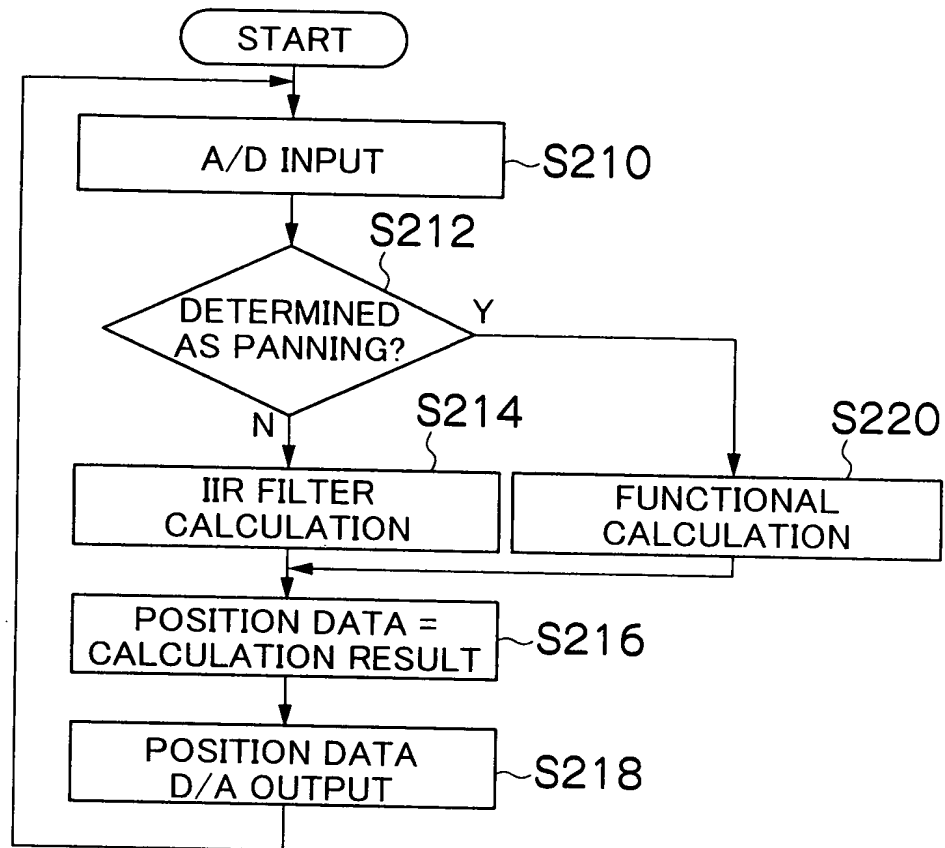 START
A/D INPUT
S210
S212
DETERMINED
AS PANNING?
Y
N
S214
S220
IIR FILTER
CALCULATION
FUNCTIONAL
CALCULATION
POSITION DATA =
CALCULATION RESULT
S216
POSITION DATA
D/A OUTPUT
S218